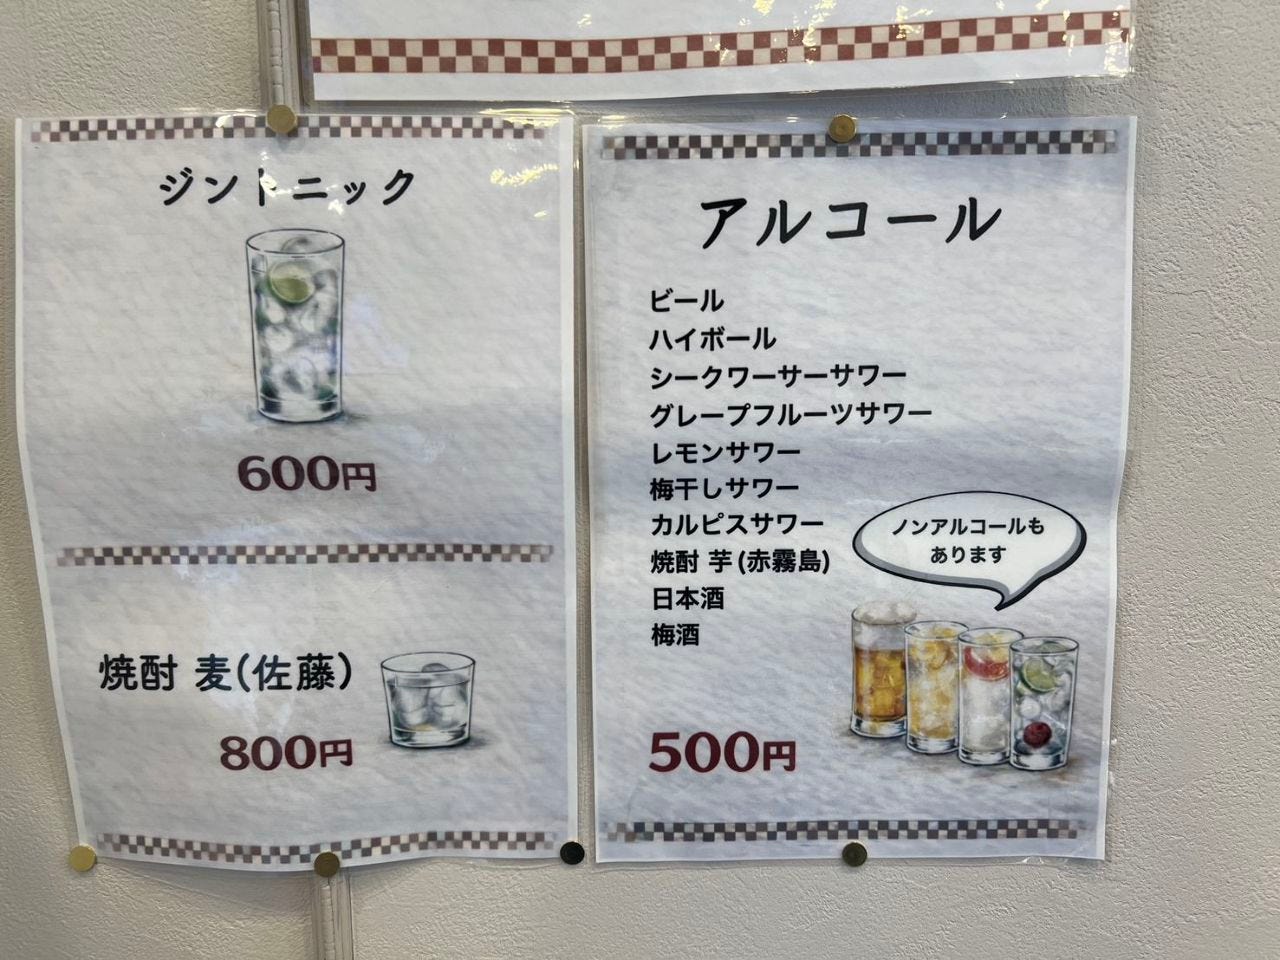 ジントニック
600円
焼酎 麦(佐藤)
800円
アルコール
ビール
ハイボール
シークワーサーサワー
グレープフルーツサワー
レモンサワー
梅干しサワー
カルピスサワー
焼酎 芋(赤霧島)
日本酒
梅酒
ノンアルコールも
あります
500円